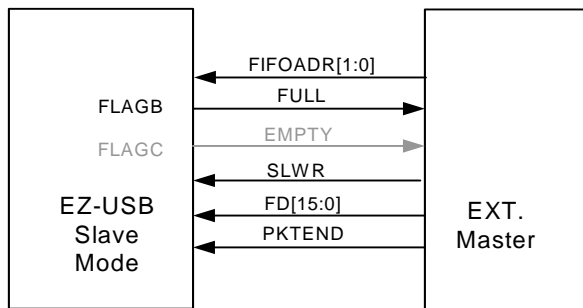 FIFOADR[1:0]
FLAGB
FULL
FLAGC
EMPTY
SLWR
FD[15:0]
PKTEND
EZ-USB
Slave
Mode
EXT.
Master